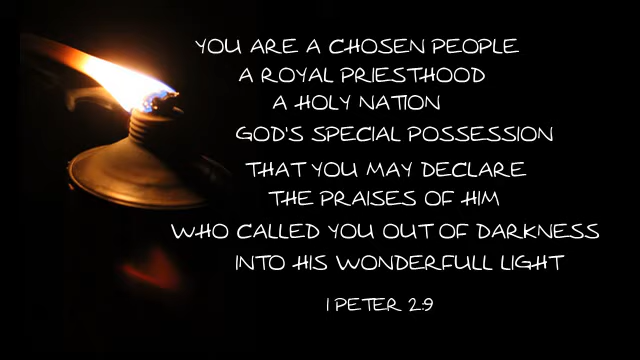 YOU ARE A CHOSEN PEOPLE
A ROYAL PRIESTHOOD
A HOLY NATION
GOD'S SPECIAL POSSESSION
THAT YOU MAY DECLARE
THE PRAISES OF HIM
WHO CALLED YOU OUT OF DARKNESS
INTO HIS WONDERFULL LIGHT
1 PETER 2:9